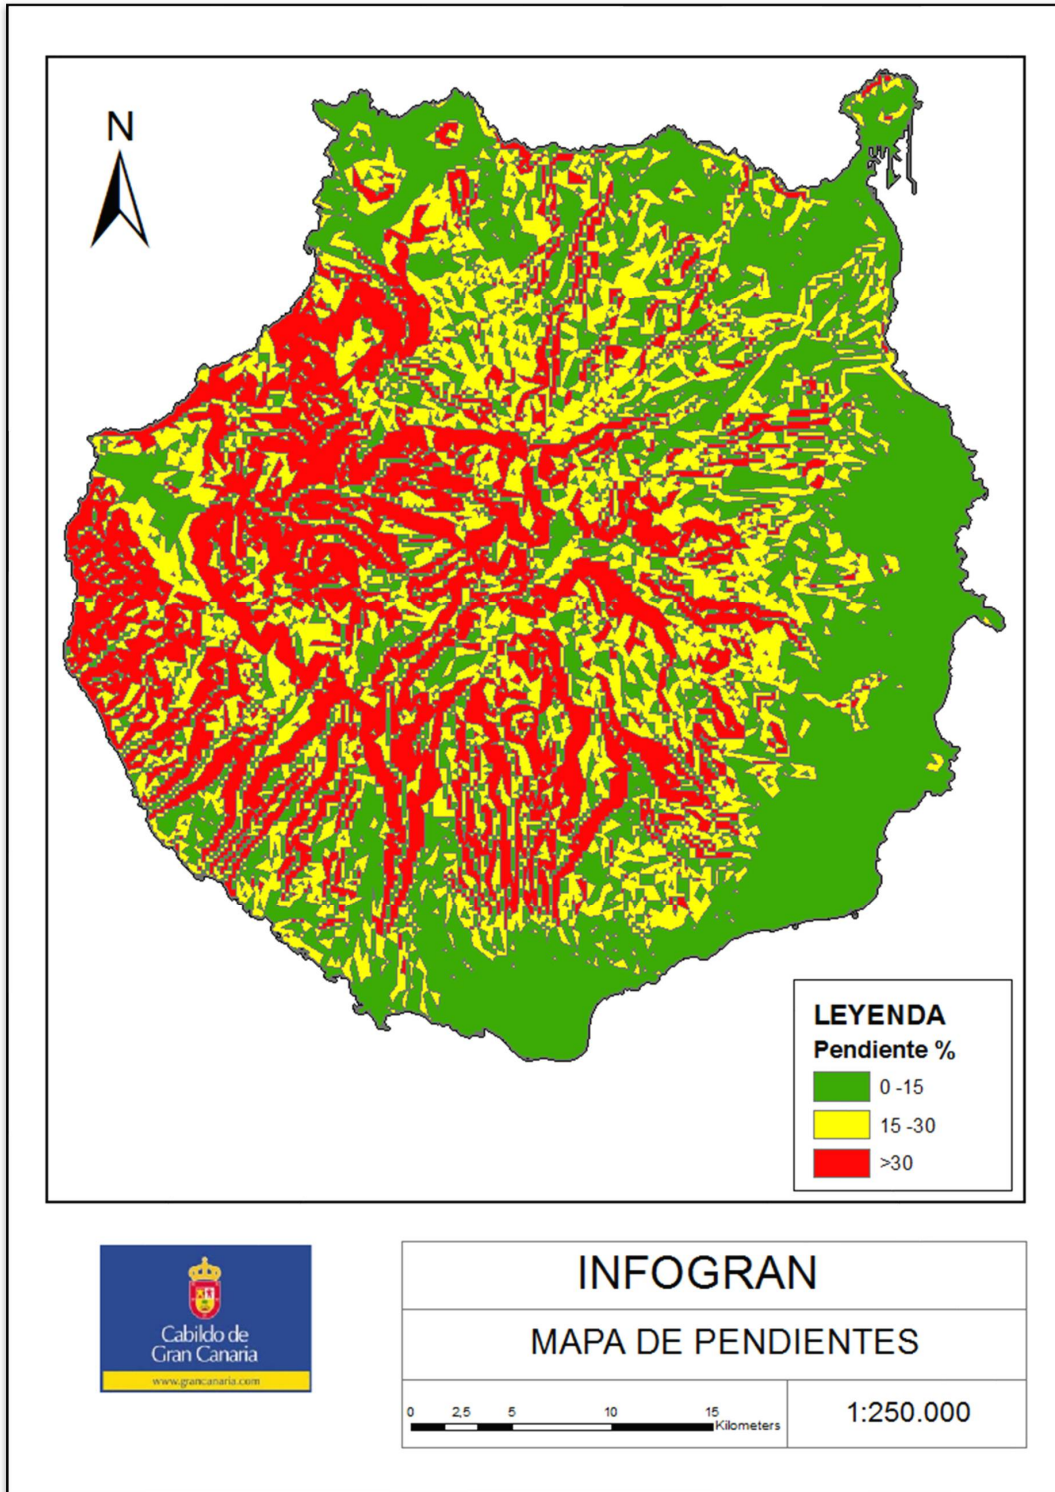 N
LEYENDA
Pendiente %
0 -15
15 -30
>30
Cabildo de
Gran Canaria
www.grancanaria.com
INFOGRAN
MAPA DE PENDIENTES
0 2,5 5 10 15
Kilometers
1:250.000